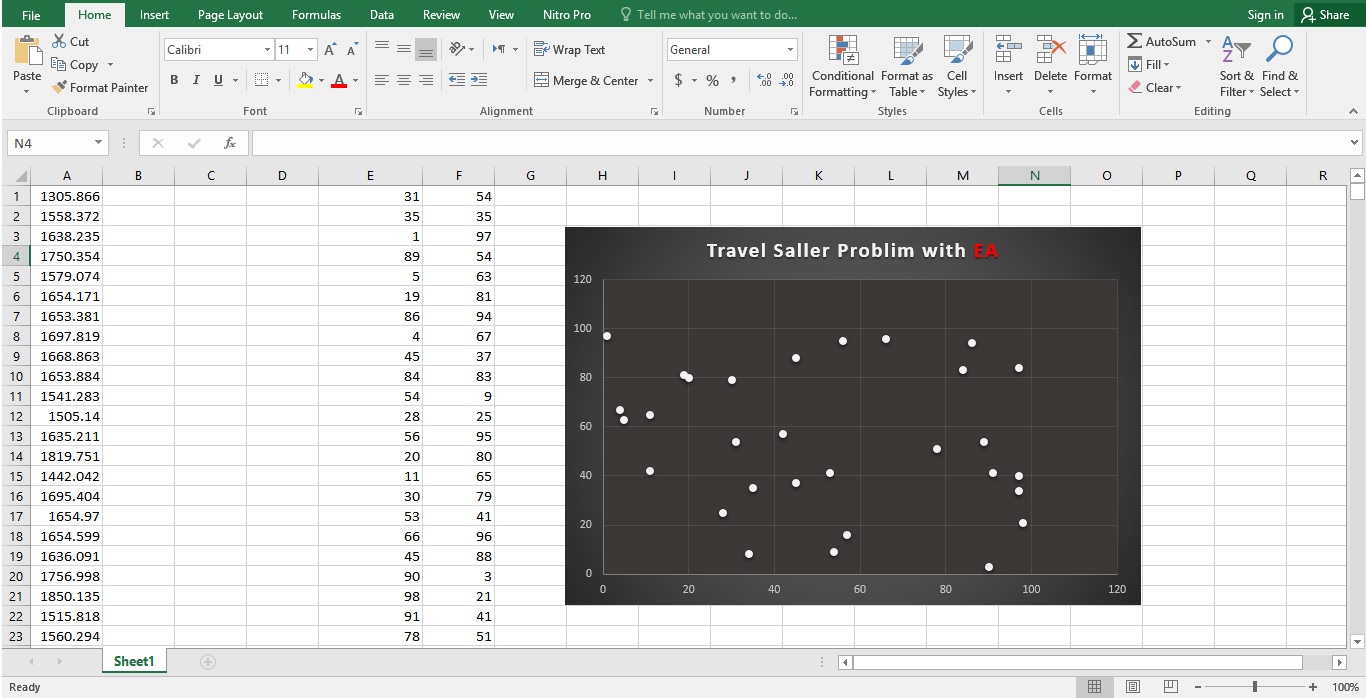 File Home Insert Page Layout Formulas Data Review View Nitro Pro Tell me what you want to do... Sign in Share
Paste
Cut
Copy
Format Painter
Clipboard
Calibri 11 A A
B I U A
Font
Wrap Text
Merge & Center
Alignment
General
$ % , .00 .00
Number
Conditional Formatting
Format as Table
Cell Styles
Styles
Insert Delete Format
Cells
AutoSum
Fill
Clear
Sort & Filter
Find & Select
Editing
N4 fx
A B C D E F G H I J K L M N O P Q R
1 1305.866 31 54
2 1558.372 35 35
3 1638.235 1 97
4 1750.354 89 54
5 1579.074 5 63
6 1654.171 19 81
7 1653.381 86 94
8 1697.819 4 67
9 1668.863 45 37
10 1653.884 84 83
11 1541.283 54 9
12 1505.14 28 25
13 1635.211 56 95
14 1819.751 20 80
15 1442.042 11 65
16 1695.404 30 79
17 1654.97 53 41
18 1654.599 66 96
19 1636.091 45 88
20 1756.998 90 3
21 1850.135 98 21
22 1515.818 91 41
23 1560.294 78 51
Travel Saller Problim with EA
120
100
80
60
40
20
0
0 20 40 60 80 100 120
Sheet1
Ready 100%